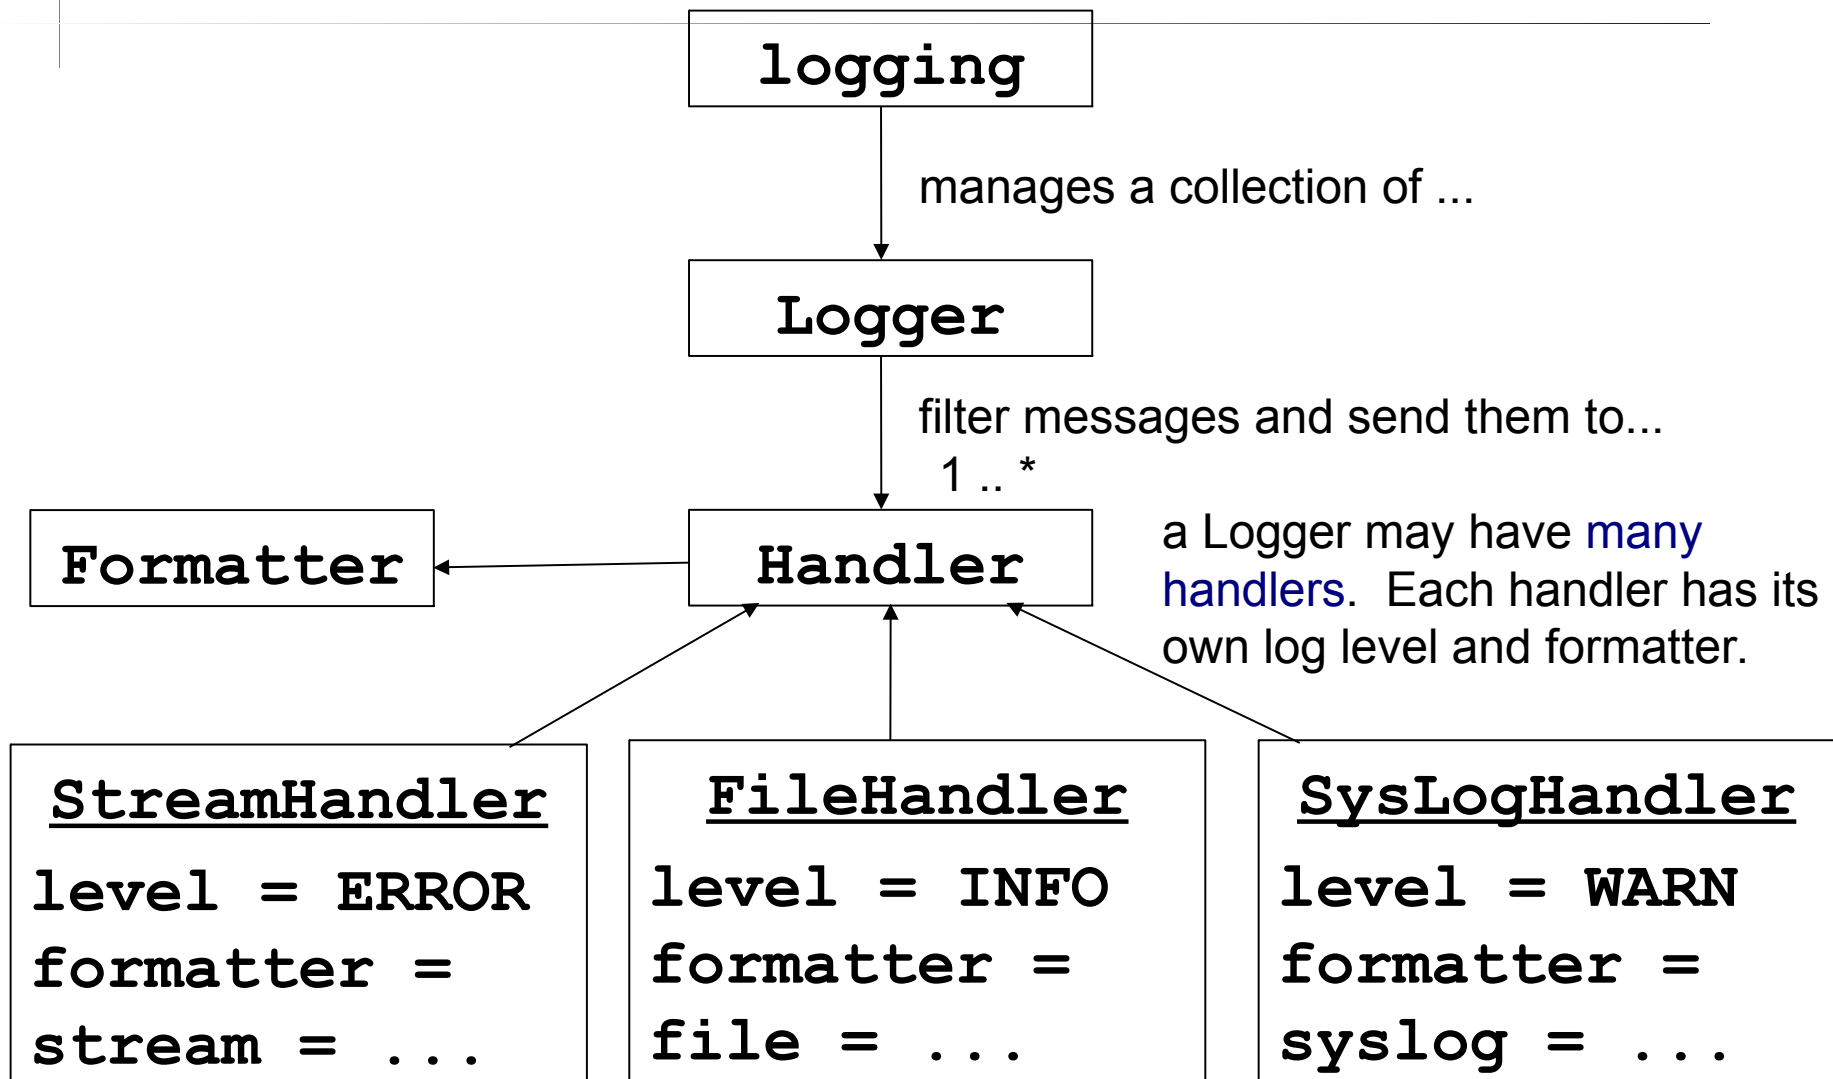 logging
manages a collection of ...
Logger
filter messages and send them to...
1 .. *
Formatter
Handler
a Logger may have many
handlers.  Each handler has its
own log level and formatter.
StreamHandler
level = ERROR
formatter =
stream = ...
FileHandler
level = INFO
formatter =
file = ...
SysLogHandler
level = WARN
formatter =
syslog = ...